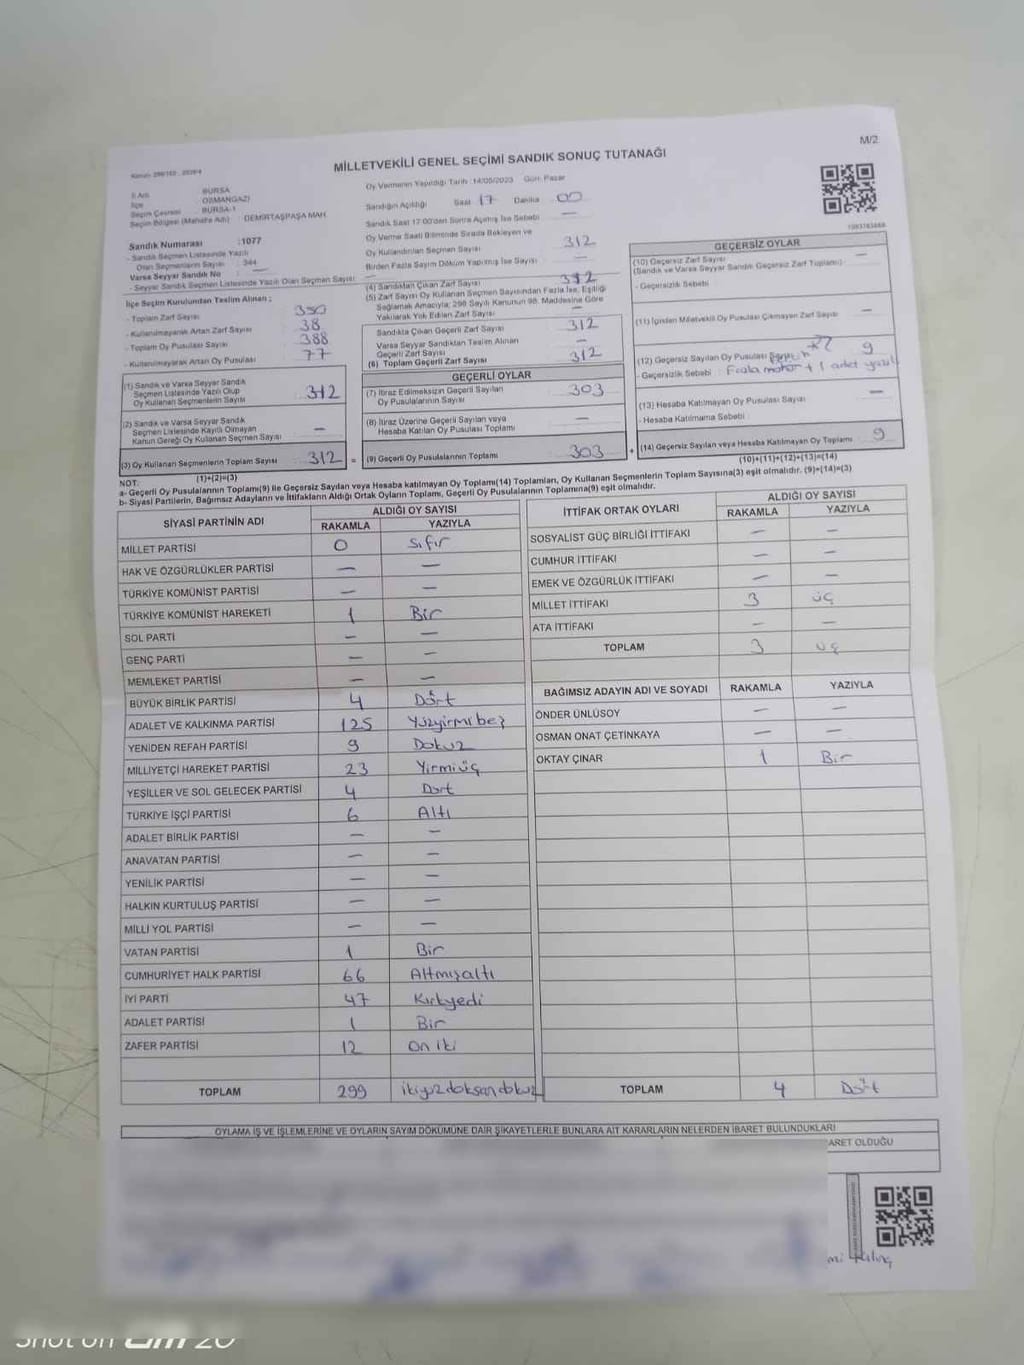 M/2
MİLLETVEKİLİ GENEL SEÇİMİ SANDIK SONUÇ TUTANAĞI
İl Adı BURSA
İlçe OSMANGAZİ
Seçim Çevresi BURSA-1
Seçim Bölgesi (Mahalle Adı) : DEMİRTAŞPAŞA MAH.
Sandık Numarası :1077
- Sandık Seçmen Listesinde Yazılı
Olan Seçmenlerin Sayısı : 344
Varsa Seyyar Sandık No : —
- Seyyar Sandık Seçmen Listesinde Yazılı Olan Seçmen Sayısı : —
İlçe Seçim Kurulundan Teslim Alınan ;
- Toplam Zarf Sayısı 350
- Kullanılmayarak Artan Zarf Sayısı 38
- Toplam Oy Pusulası Sayısı 388
- Kullanılmayarak Artan Oy Pusulası 77
(1) Sandık ve Varsa Seyyar Sandık
Seçmen Listesinde Yazılı Olup
Oy Kullanan Seçmenlerin Sayısı 312
(2) Sandık ve Varsa Seyyar Sandık
Seçmen Listesinde Kayıtlı Olmayan
Kanun Gereği Oy Kullanan Seçmen Sayısı —
(3) Oy Kullanan Seçmenlerin Toplam Sayısı 312 =
(1)+(2)=(3)
Oy Vermenin Yapıldığı Tarih :14/05/2023 Gün: Pazar
Sandığın Açıldığı Saat 17 Dakika 00
Sandık Saat 17:00'den Sonra Açılmış İse Sebebi —
Oy Verme Saati Bitiminde Sırada Bekleyen ve
Oy Kullandırılan Seçmen Sayısı 312
Birden Fazla Sayım Döküm Yapılmış İse Sayısı —
(4) Sandıktan Çıkan Zarf Sayısı 312
(5) Zarf Sayısı Oy Kullanan Seçmen Sayısından Fazla İse, Eşitliği
Sağlamak Amacıyla; 298 Sayılı Kanunun 98. Maddesine Göre
Yakılarak Yok Edilen Zarf Sayısı —
Sandıkta Çıkan Geçerli Zarf Sayısı 312
Varsa Seyyar Sandıktan Teslim Alınan
Geçerli Zarf Sayısı —
(6) Toplam Geçerli Zarf Sayısı 312
GEÇERLİ OYLAR
(7) İtiraz Edilmeksizin Geçerli Sayılan
Oy Pusulalarının Sayısı 303
(8) İtiraz Üzerine Geçerli Sayılan veya
Hesaba Katılan Oy Pusulası Toplamı —
(9) Geçerli Oy Pusulalarının Toplamı 303 +
GEÇERSİZ OYLAR
(10) Geçersiz Zarf Sayısı —
(Sandık ve Varsa Seyyar Sandık Geçersiz Zarf Toplamı)
- Geçersizlik Sebebi :
(11) İçinden Milletvekili Oy Pusulası Çıkmayan Zarf Sayısı —
(12) Geçersiz Sayılan Oy Pusulası Sayısı 9
- Geçersizlik Sebebi : Fazla mühür + 1 adet yazılı
(13) Hesaba Katılmayan Oy Pusulası Sayısı —
- Hesaba Katılmama Sebebi :
(14) Geçersiz Sayılan veya Hesaba Katılmayan Oy Toplamı 9
(10)+(11)+(12)+(13)=(14)
NOT:
a- Geçerli Oy Pusulalarının Toplamı(9) ile Geçersiz Sayılan veya Hesaba katılmayan Oy Toplamı(14) Toplamları, Oy Kullanan Seçmenlerin Toplam Sayısına(3) eşit olmalıdır. (9)+(14)=(3)
b- Siyasi Partilerin, Bağımsız Adayların ve İttifakların Aldığı Ortak Oyların Toplamı, Geçerli Oy Pusulalarının Toplamına(9) eşit olmalıdır.
SİYASİ PARTİNİN ADI ALDIĞI OY SAYISI
RAKAMLA YAZIYLA
MİLLET PARTİSİ 0 Sıfır
HAK VE ÖZGÜRLÜKLER PARTİSİ — —
TÜRKİYE KOMÜNİST PARTİSİ — —
TÜRKİYE KOMÜNİST HAREKETİ 1 Bir
SOL PARTİ — —
GENÇ PARTİ — —
MEMLEKET PARTİSİ — —
BÜYÜK BİRLİK PARTİSİ 4 Dört
ADALET VE KALKINMA PARTİSİ 125 Yüzyirmibeş
YENİDEN REFAH PARTİSİ 9 Dokuz
MİLLİYETÇİ HAREKET PARTİSİ 23 Yirmiüç
YEŞİLLER VE SOL GELECEK PARTİSİ 4 Dört
TÜRKİYE İŞÇİ PARTİSİ 6 Altı
ADALET BİRLİK PARTİSİ — —
ANAVATAN PARTİSİ — —
YENİLİK PARTİSİ — —
HALKIN KURTULUŞ PARTİSİ — —
MİLLİ YOL PARTİSİ — —
VATAN PARTİSİ 1 Bir
CUMHURİYET HALK PARTİSİ 66 Altmışaltı
İYİ PARTİ 47 Kırkyedi
ADALET PARTİSİ 1 Bir
ZAFER PARTİSİ 12 On iki
TOPLAM 299 ikiyüzdoksandokuz
İTTİFAK ORTAK OYLARI ALDIĞI OY SAYISI
RAKAMLA YAZIYLA
SOSYALİST GÜÇ BİRLİĞİ İTTİFAKI — —
CUMHUR İTTİFAKI — —
EMEK VE ÖZGÜRLÜK İTTİFAKI — —
MİLLET İTTİFAKI 3 üç
ATA İTTİFAKI — —
TOPLAM 3 üç
BAĞIMSIZ ADAYIN ADI VE SOYADI RAKAMLA YAZIYLA
ÖNDER ÜNLÜSOY — —
OSMAN ONAT ÇETİNKAYA — —
OKTAY ÇINAR 1 Bir
TOPLAM 4 Dört
OYLAMA İŞ VE İŞLEMLERİNE VE OYLARIN SAYIM DÖKÜMÜNE DAİR ŞİKAYETLERLE BUNLARA AİT KARARLARIN NELERDEN İBARET BULUNDUKLARI
ARET OLDUĞU